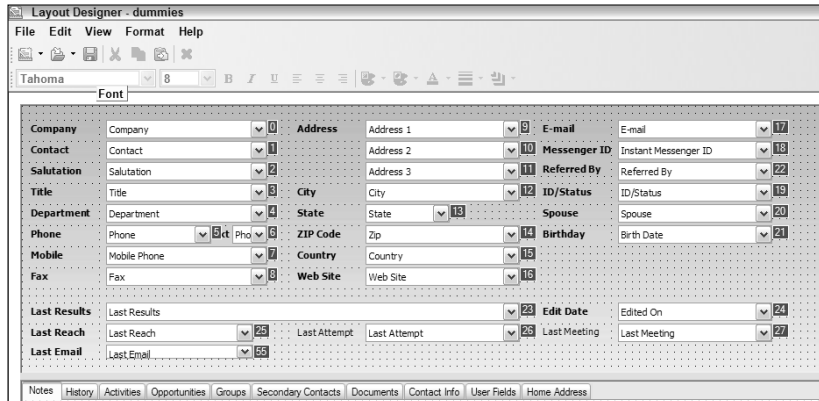 Layout Designer - dummies
File Edit View Format Help
Tahoma 8 B I U
Font
Company Company 0 Address Address 1 9 E-mail E-mail 17
Contact Contact 1 Address 2 10 Messenger ID Instant Messenger ID 18
Salutation Salutation 2 Address 3 11 Referred By Referred By 22
Title Title 3 City City 12 ID/Status ID/Status 19
Department Department 4 State State 13 Spouse Spouse 20
Phone Phone 5 ct Pho 6 ZIP Code Zip 14 Birthday Birth Date 21
Mobile Mobile Phone 7 Country Country 15
Fax Fax 8 Web Site Web Site 16
Last Results Last Results 23 Edit Date Edited On 24
Last Reach Last Reach 25 Last Attempt Last Attempt 26 Last Meeting Last Meeting 27
Last Email Last Email 55
Notes History Activities Opportunities Groups Secondary Contacts Documents Contact Info User Fields Home Address